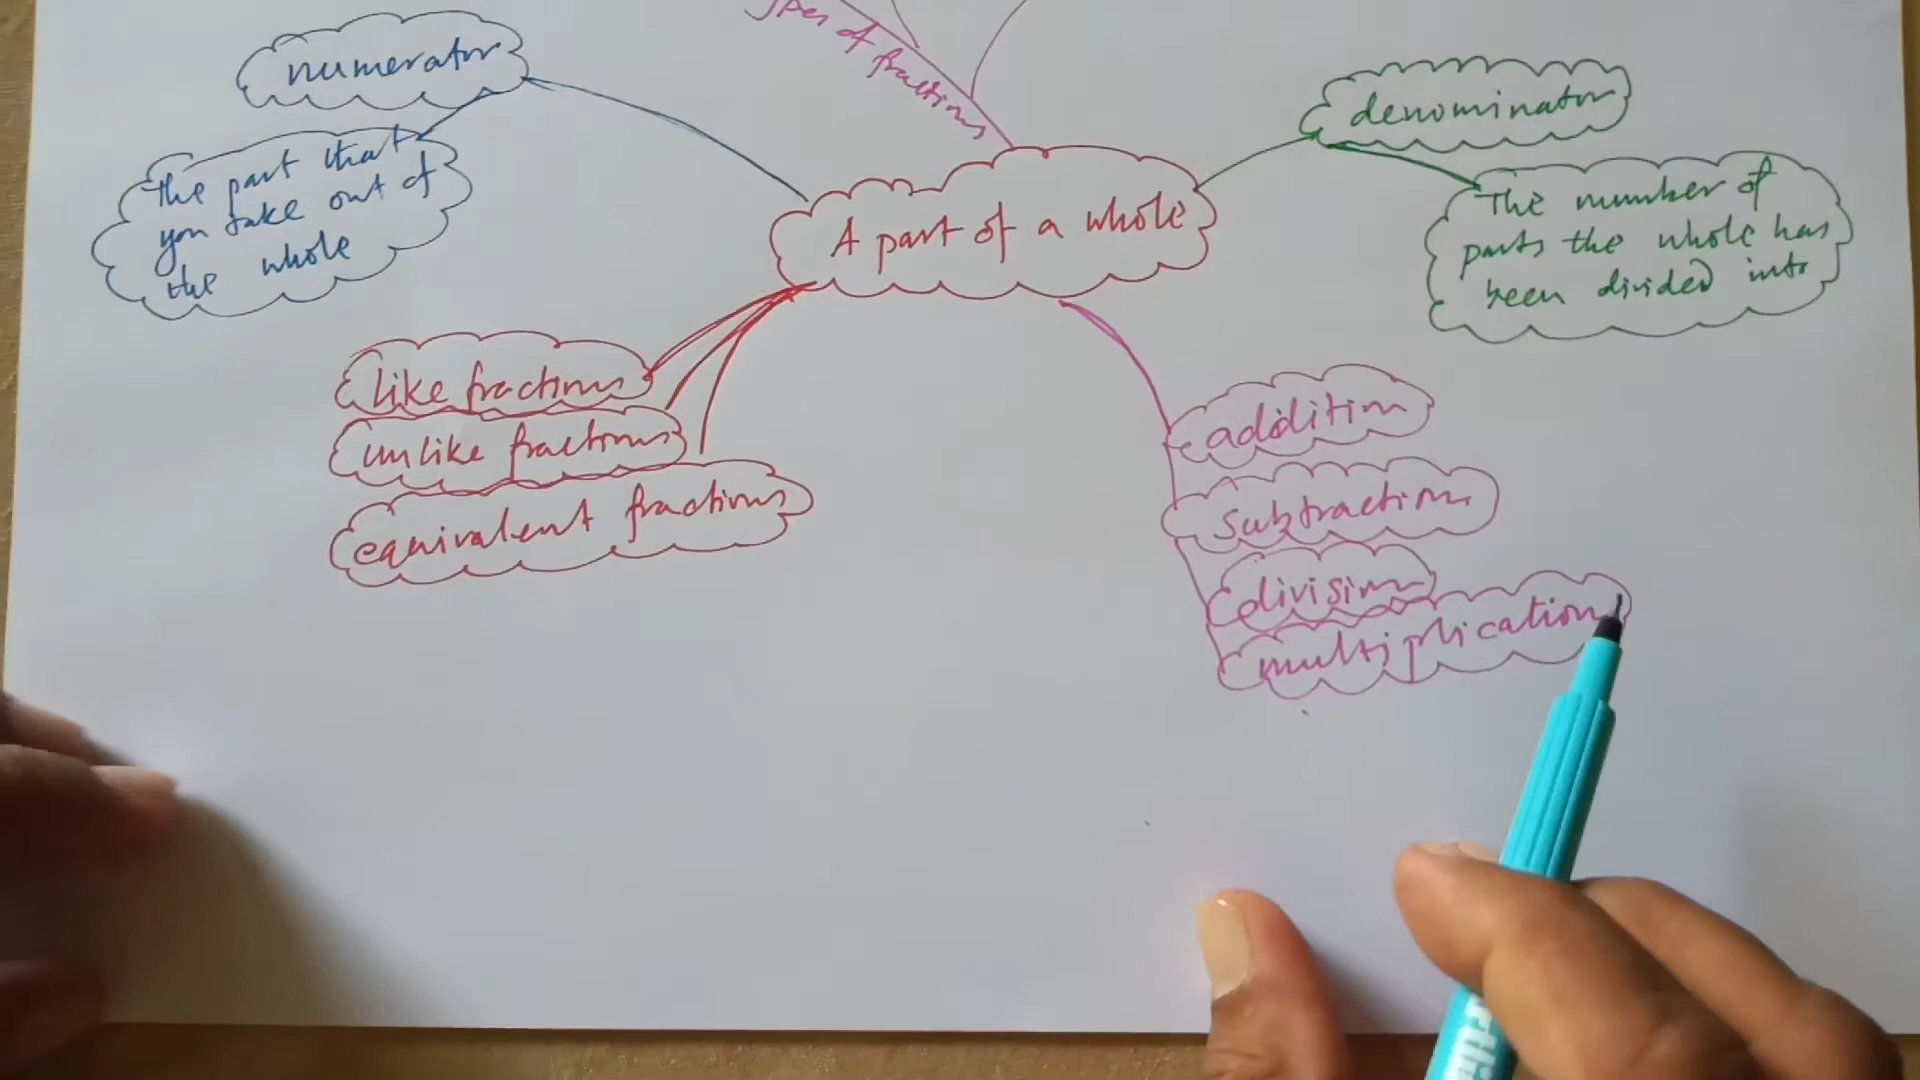 of fractions
numerator
the part that
you take out of
the whole
A part of a whole
denominator
The number of
parts the whole has
been divided into
like fractions
unlike fractions
equivalent fractions
addition
subtraction
division
multiplication